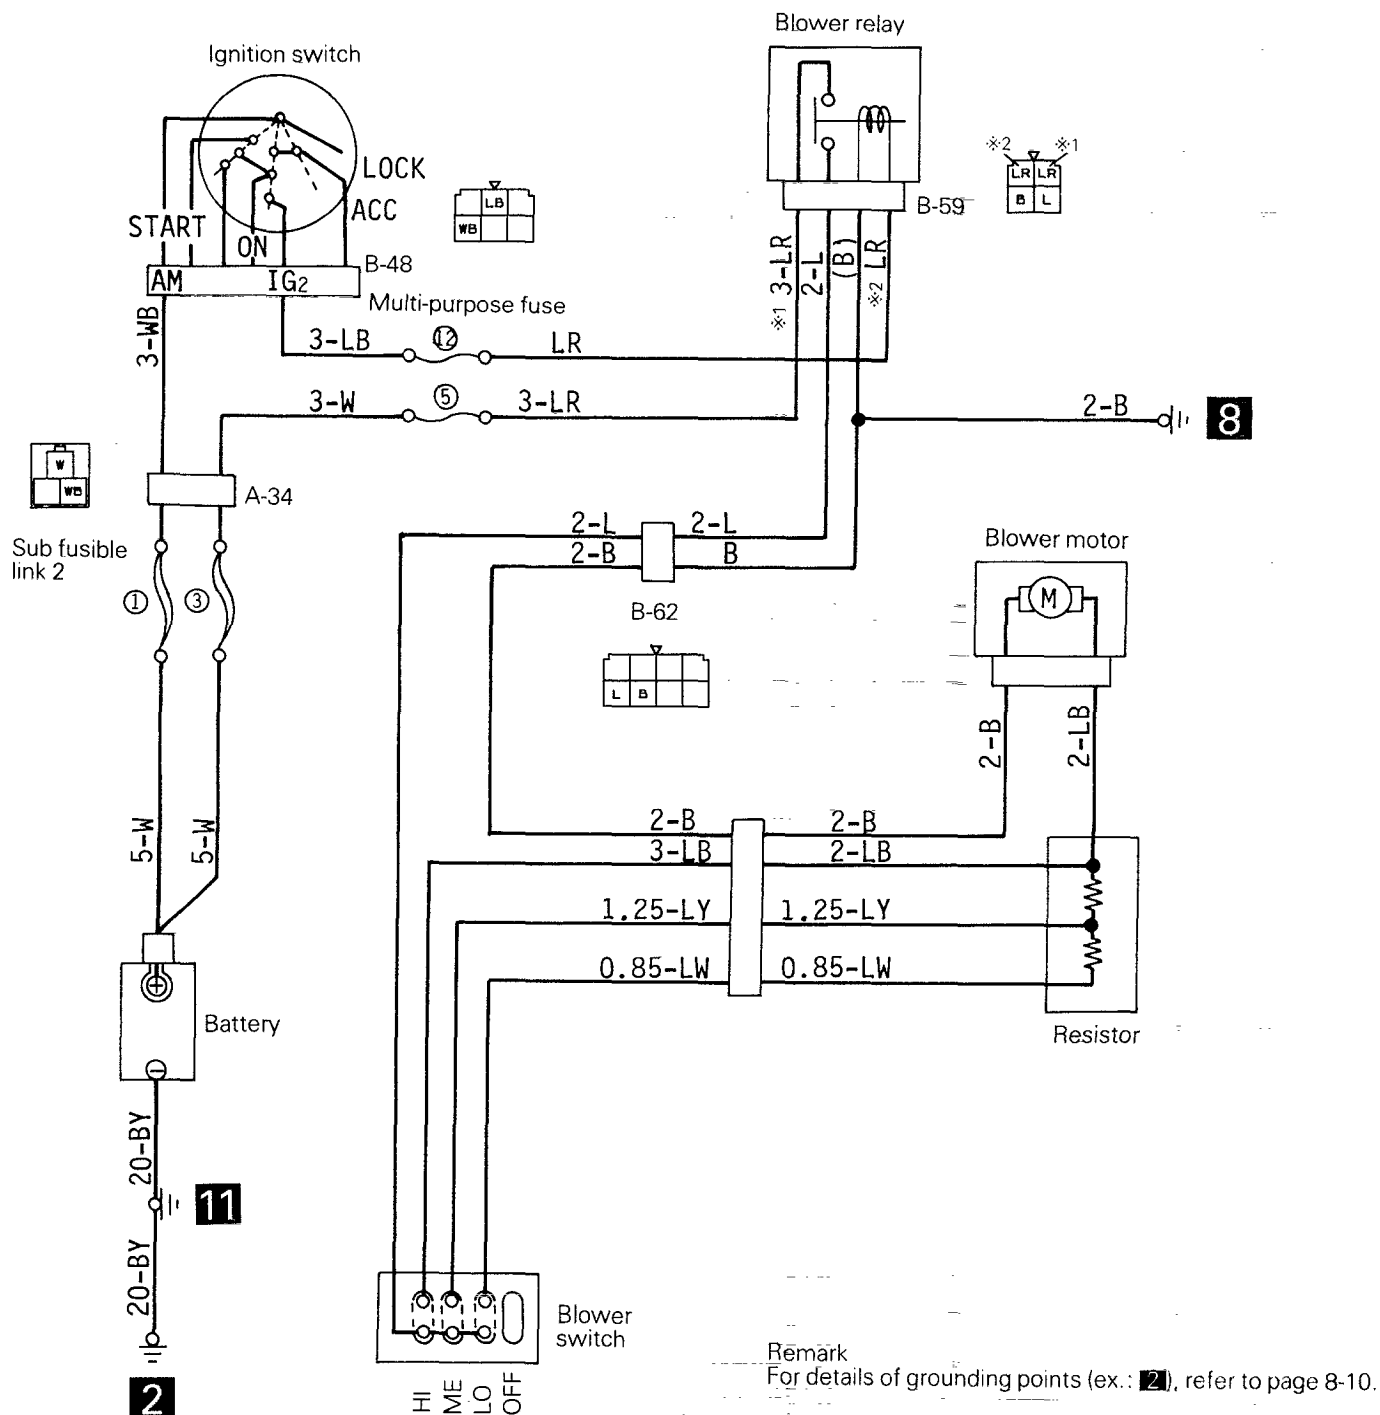 Blower relay
Ignition switch
LOCK
ACC
START
ON
AM
IG2
B-48
LB
WB
※2
※1
LR
LR
B
L
B-59
3-WB
Multi-purpose fuse
3-LB
12
LR
3-W
5
3-LR
※1
3-LR
2-L
(B)
※2
LR
2-B
8
W
WB
A-34
Sub fusible
link 2
1
3
2-L
2-L
2-B
B
B-62
L
B
Blower motor
M
2-B
2-LB
5-W
5-W
2-B
2-B
3-LB
2-LB
1.25-LY
1.25-LY
0.85-LW
0.85-LW
Resistor
+
Battery
−
20-BY
11
20-BY
2
Blower
switch
HI
ME
LO
OFF
Remark
For details of grounding points (ex.: 2), refer to page 8-10.